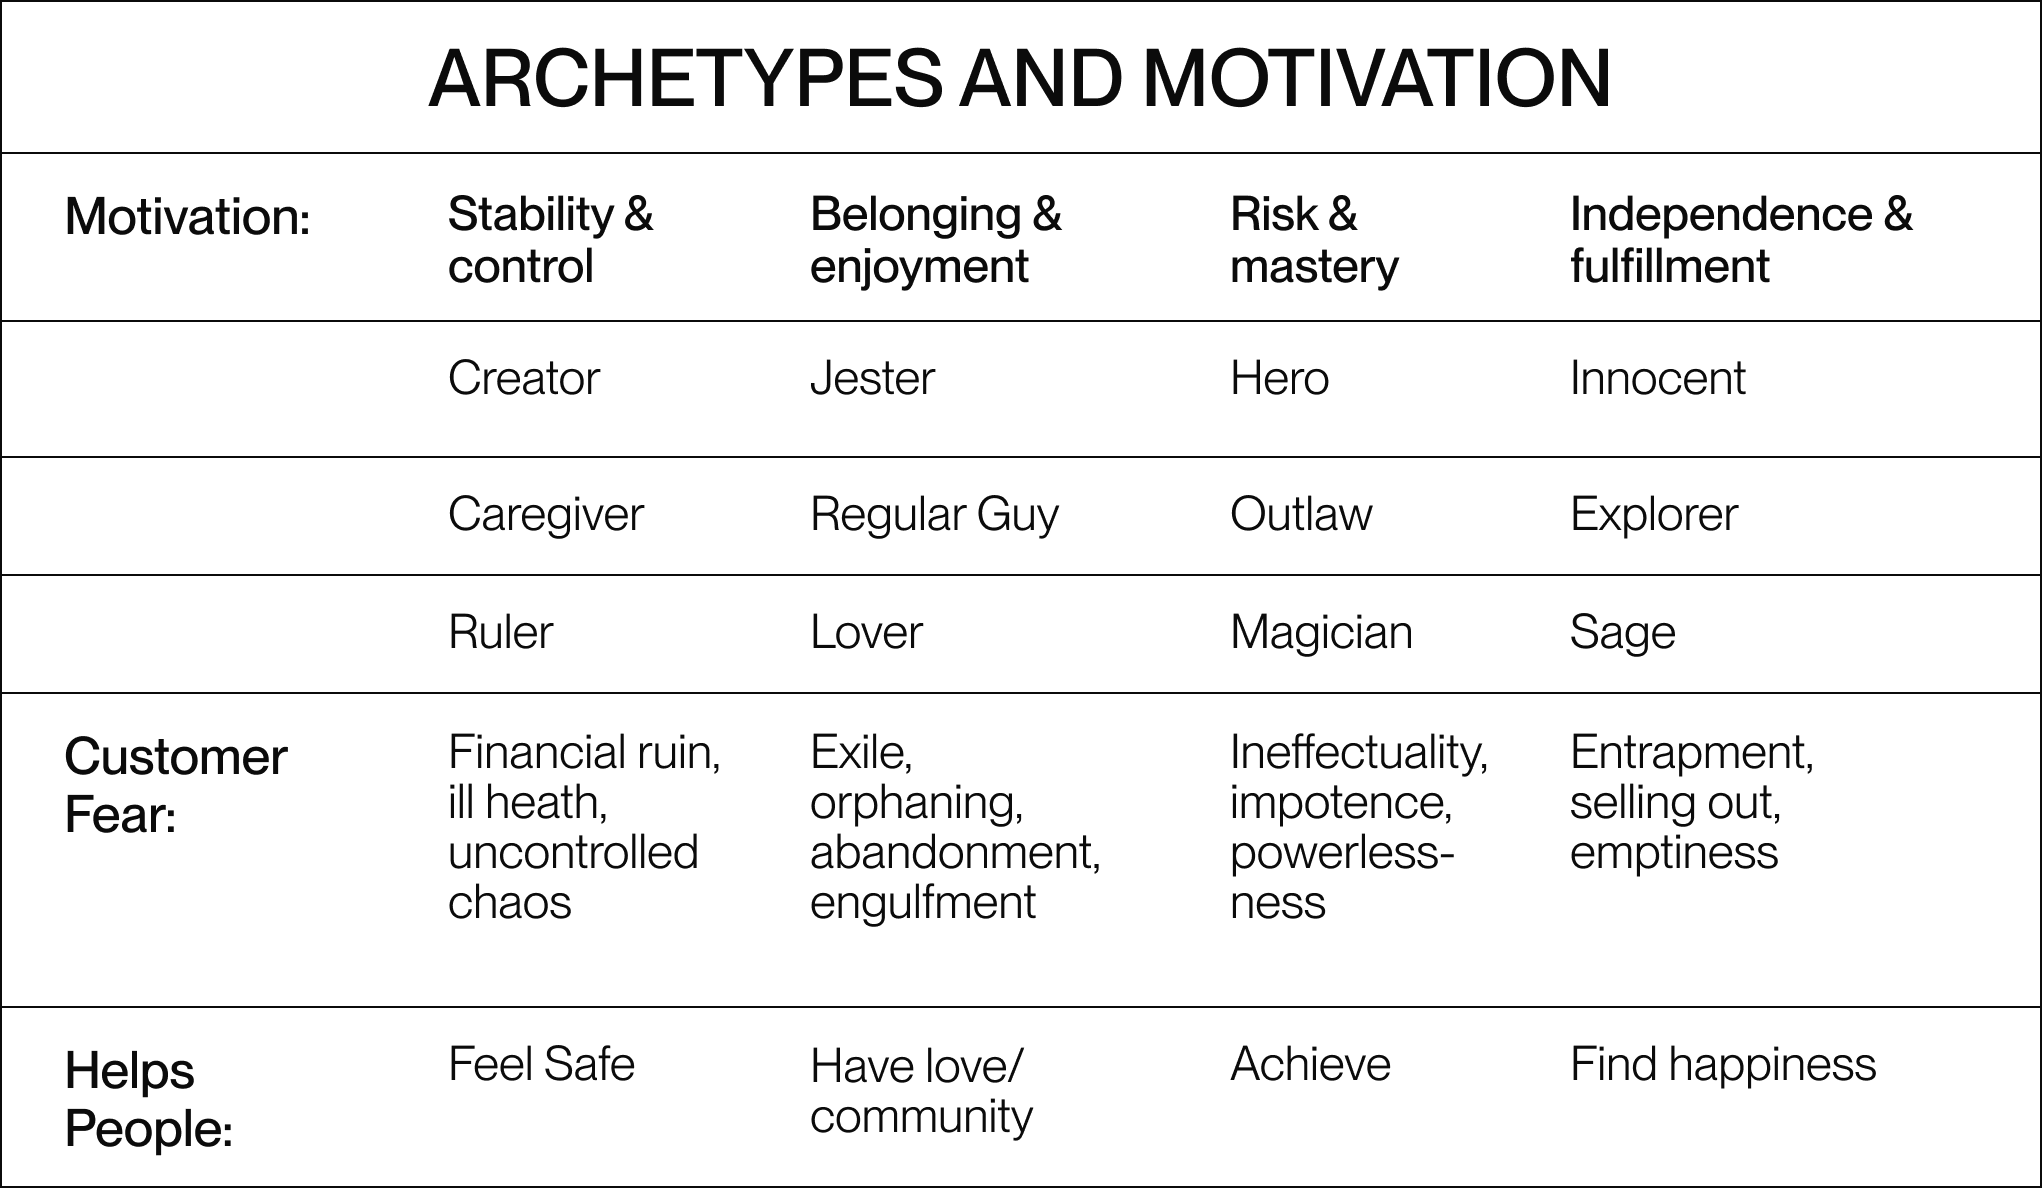 ARCHETYPES AND MOTIVATION
Motivation:
Stability &
control
Belonging &
enjoyment
Risk &
mastery
Independence &
fulfillment
Creator
Jester
Hero
Innocent
Caregiver
Regular Guy
Outlaw
Explorer
Ruler
Lover
Magician
Sage
Customer
Fear:
Financial ruin,
ill heath,
uncontrolled
chaos
Exile,
orphaning,
abandonment,
engulfment
Ineffectuality,
impotence,
powerless-
ness
Entrapment,
selling out,
emptiness
Helps
People:
Feel Safe
Have love/
community
Achieve
Find happiness